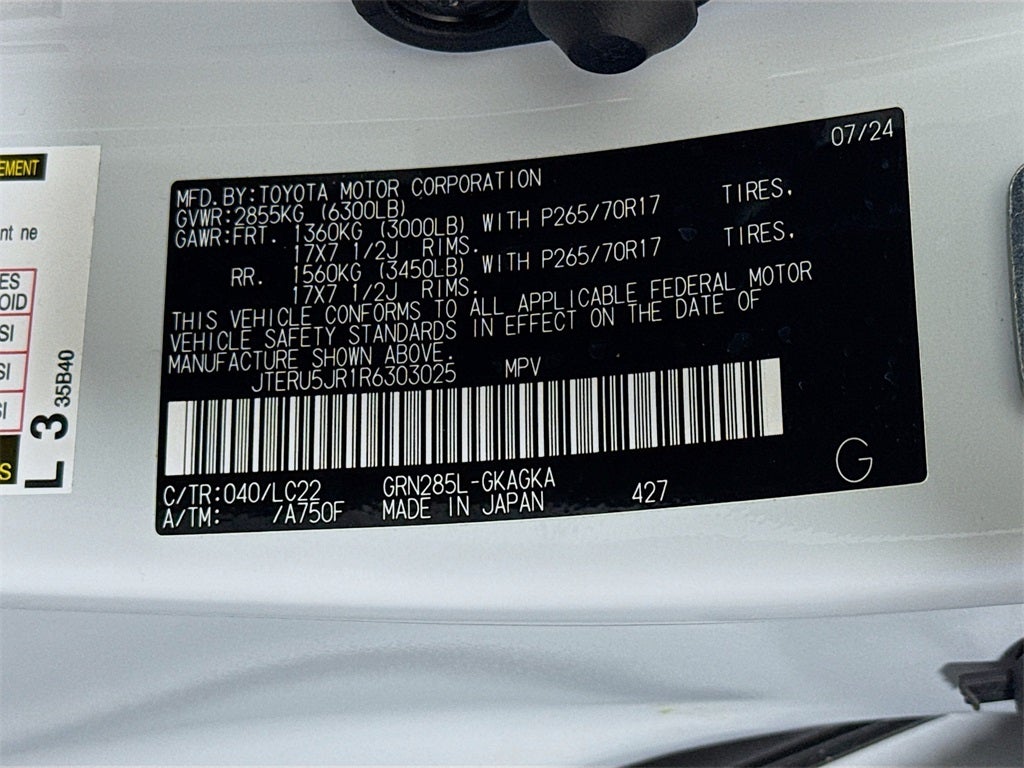 07/24
MFD.BY:TOYOTA MOTOR CORPORATION
GVWR:2855KG (6300LB)
GAWR:FRT. 1360KG (3000LB) WITH P265/70R17 TIRES,
17X7 1/2J RIMS.
RR. 1560KG (3450LB) WITH P265/70R17 TIRES,
17X7 1/2J RIMS.
THIS VEHICLE CONFORMS TO ALL APPLICABLE FEDERAL MOTOR
VEHICLE SAFETY STANDARDS IN EFFECT ON THE DATE OF
MANUFACTURE SHOWN ABOVE.
JTERU5JR1R6303025 MPV
C/TR:040/LC22 GRN285L-GKAGKA
A/TM: /A750F MADE IN JAPAN 427
G
L 3
35B40